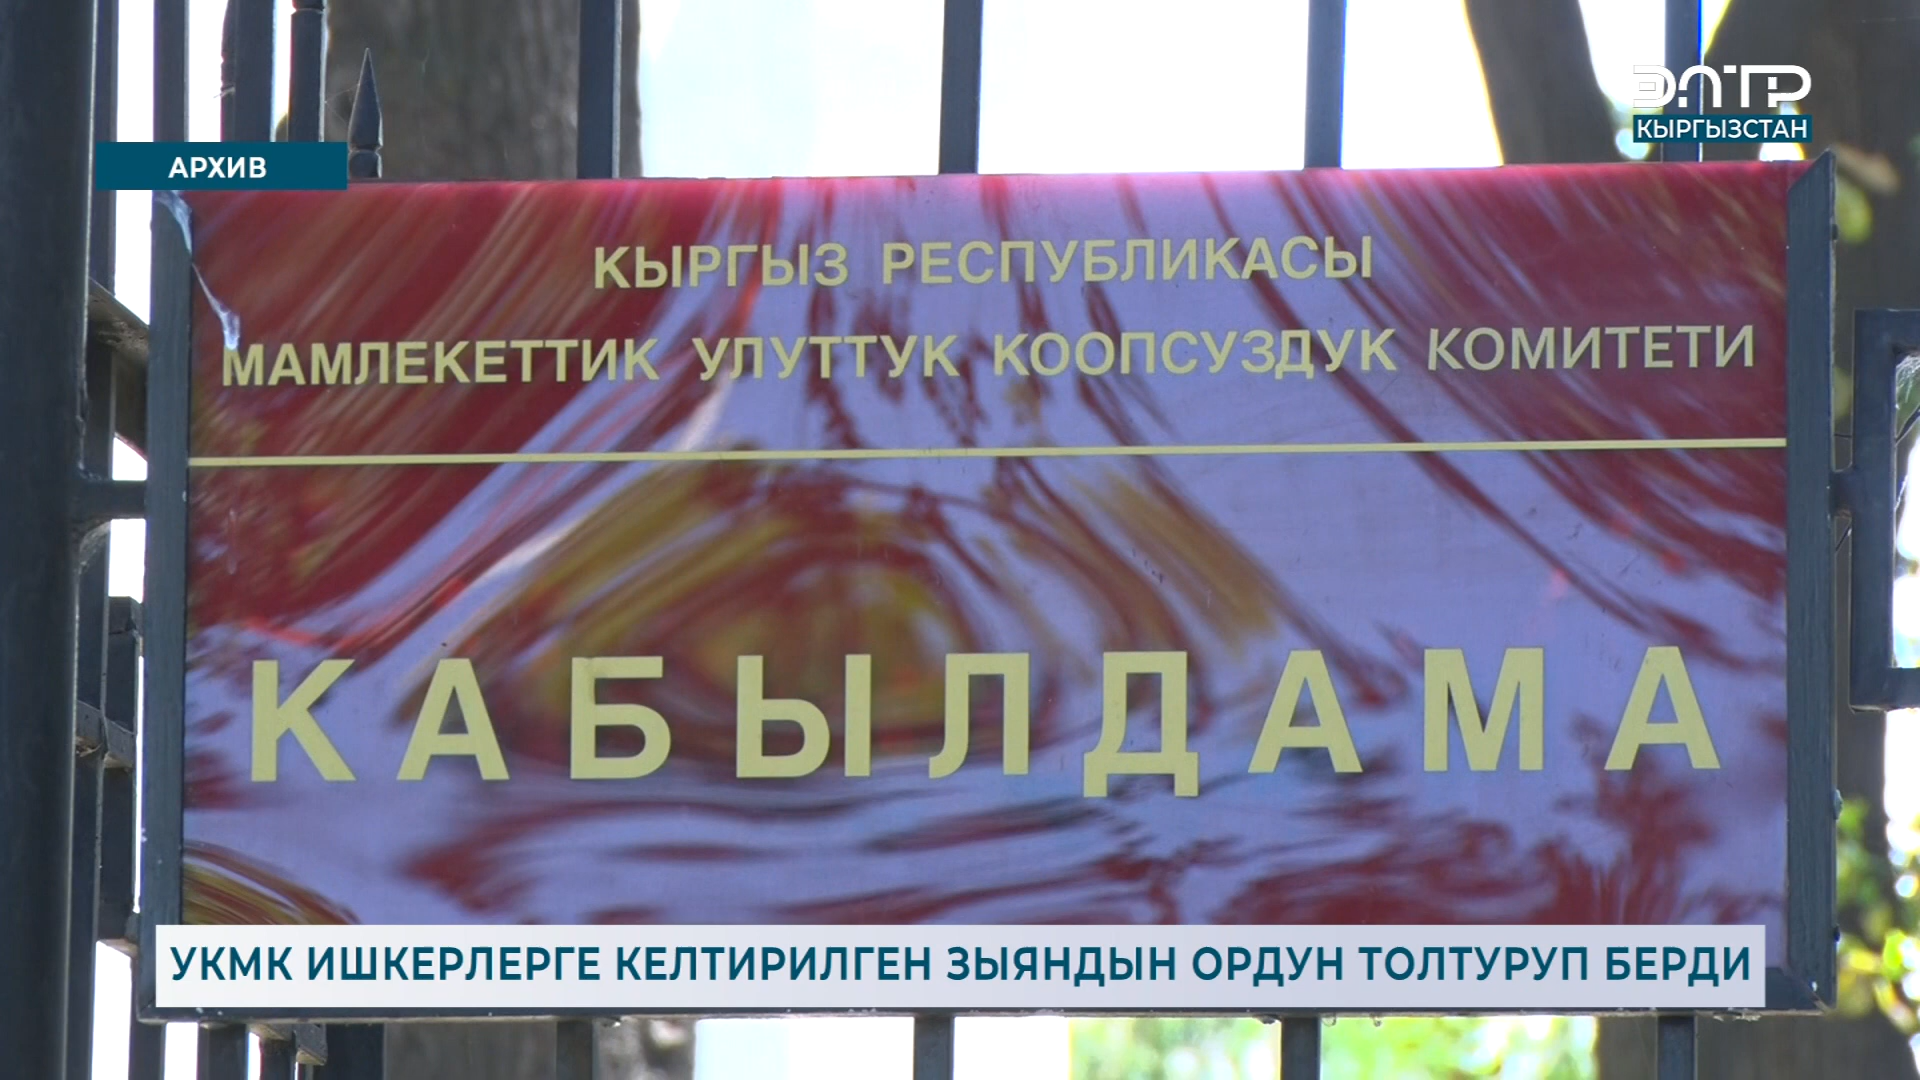 ЭЛТР
КЫРГЫЗСТАН
АРХИВ
КЫРГЫЗ РЕСПУБЛИКАСЫ
МАМЛЕКЕТТИК УЛУТТУК КООПСУЗДУК КОМИТЕТИ
КАБЫЛДАМА
УКМК ИШКЕРЛЕРГЕ КЕЛТИРИЛГЕН ЗЫЯНДЫН ОРДУН ТОЛТУРУП БЕРДИ